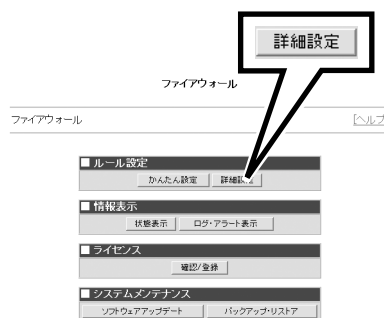 詳細設定
ファイアウォール
ファイアウォール [ヘルプ
■ ルール設定
かんたん設定 詳細設定
■ 情報表示
状態表示 ログ・アラート表示
■ ライセンス
確認/登録
■ システムメンテナンス
ソフトウェアアップデート バックアップ・リストア